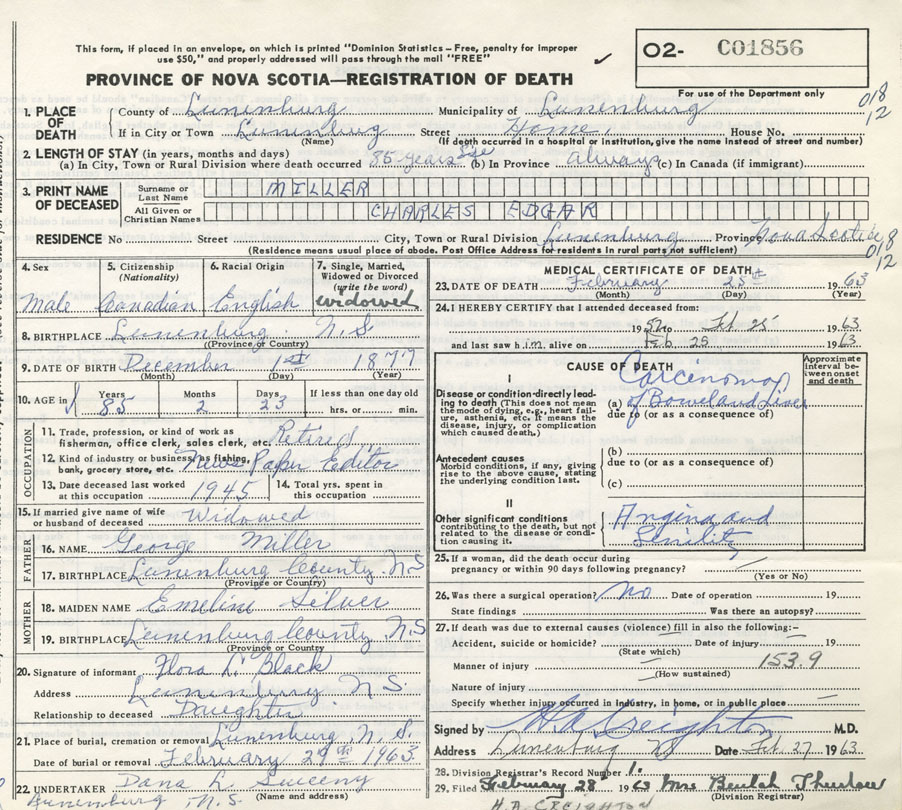 This form, if placed in an envelope, on which is printed "Dominion Statistics – Free, penalty for improper
use $50," and properly addressed will pass through the mail "FREE"
PROVINCE OF NOVA SCOTIA—REGISTRATION OF DEATH
O2- C01856
For use of the Department only
018
12
1. PLACE OF DEATH County of Lunenburg Municipality of Lunenburg
If in City or Town Lunenburg Street Home. House No.
(Name) (If death occurred in a hospital or institution, give the name instead of street and number)
2. LENGTH OF STAY (in years, months and days)
(a) In City, Town or Rural Division where death occurred 85 years (b) In Province always (c) In Canada (if immigrant)
3. PRINT NAME OF DECEASED Surname or Last Name MILLER
All Given or Christian Names CHARLES EDGAR
RESIDENCE No Street City, Town or Rural Division Lunenburg Province Nova Scotia
(Residence means usual place of abode. Post Office Address for residents in rural parts not sufficient)
018
12
4. Sex Male
5. Citizenship (Nationality) Canadian
6. Racial Origin English
7. Single, Married, Widowed or Divorced (write the word) widowed
8. BIRTHPLACE Lunenburg. N.S
(Province or Country)
9. DATE OF BIRTH December 1st 1877
(Month) (Day) (Year)
10. AGE in Years 85 Months 2 Days 23 If less than one day old hrs. or min.
OCCUPATION
11. Trade, profession, or kind of work as
fisherman, office clerk, sales clerk, etc. Retired
12. Kind of industry or business, as fishing,
bank, grocery store, etc. News Paper Editor
13. Date deceased last worked at this occupation 1945
14. Total yrs. spent in this occupation
15. If married give name of wife
or husband of deceased Widowed
FATHER
16. NAME George Miller
17. BIRTHPLACE Lunenburg County. N.S
(Province or Country)
MOTHER
18. MAIDEN NAME Emeline Silver
19. BIRTHPLACE Lunenburg County N.S
(Province or Country)
20. Signature of informant Flora L. Black
Address Lunenburg N.S.
Relationship to deceased Daughter
21. Place of burial, cremation or removal Lunenburg N.S.
Date of burial or removal February 1963
22. UNDERTAKER Dana L. Sweeny
Lunenburg N.S. (Name and address)
MEDICAL CERTIFICATE OF DEATH
23. DATE OF DEATH February 25th 1963
(Month) (Day) (Year)
24. I HEREBY CERTIFY that I attended deceased from:
19 to Feb 25 1963
and last saw him. alive on Feb. 25 1963.
CAUSE OF DEATH
Approximate interval between onset and death
I
Disease or condition directly leading to death (This does not mean the mode of dying, e.g., heart failure, asthenia, etc. It means the disease, injury, or complication which caused death.)
(a) Carcinoma of Bowel and Liver
due to (or as a consequence of)
Antecedent causes
Morbid conditions, if any, giving rise to the above cause, stating the underlying condition last.
(b)
due to (or as a consequence of)
(c)
II
Other significant conditions contributing to the death, but not related to the disease or condition causing it.
Angina and
Senility
25. If a woman, did the death occur during
pregnancy or within 90 days following pregnancy?
(Yes or No)
26. Was there a surgical operation? No Date of operation 19
State findings Was there an autopsy?
27. If death was due to external causes (violence) fill in also the following:–
Accident, suicide or homicide? Date of injury 19
(State which)
Manner of injury 153.9
(How sustained)
Nature of injury
Specify whether injury occurred in industry, in home, or in public place
Signed by H.A. Creighton M.D.
Address Lunenburg NS Date Feb 27 1963
28. Division Registrar's Record Number 1.
29. Filed February 28 1963 Mrs Beulah
H.A. CREIGHTON (Division Registrar)